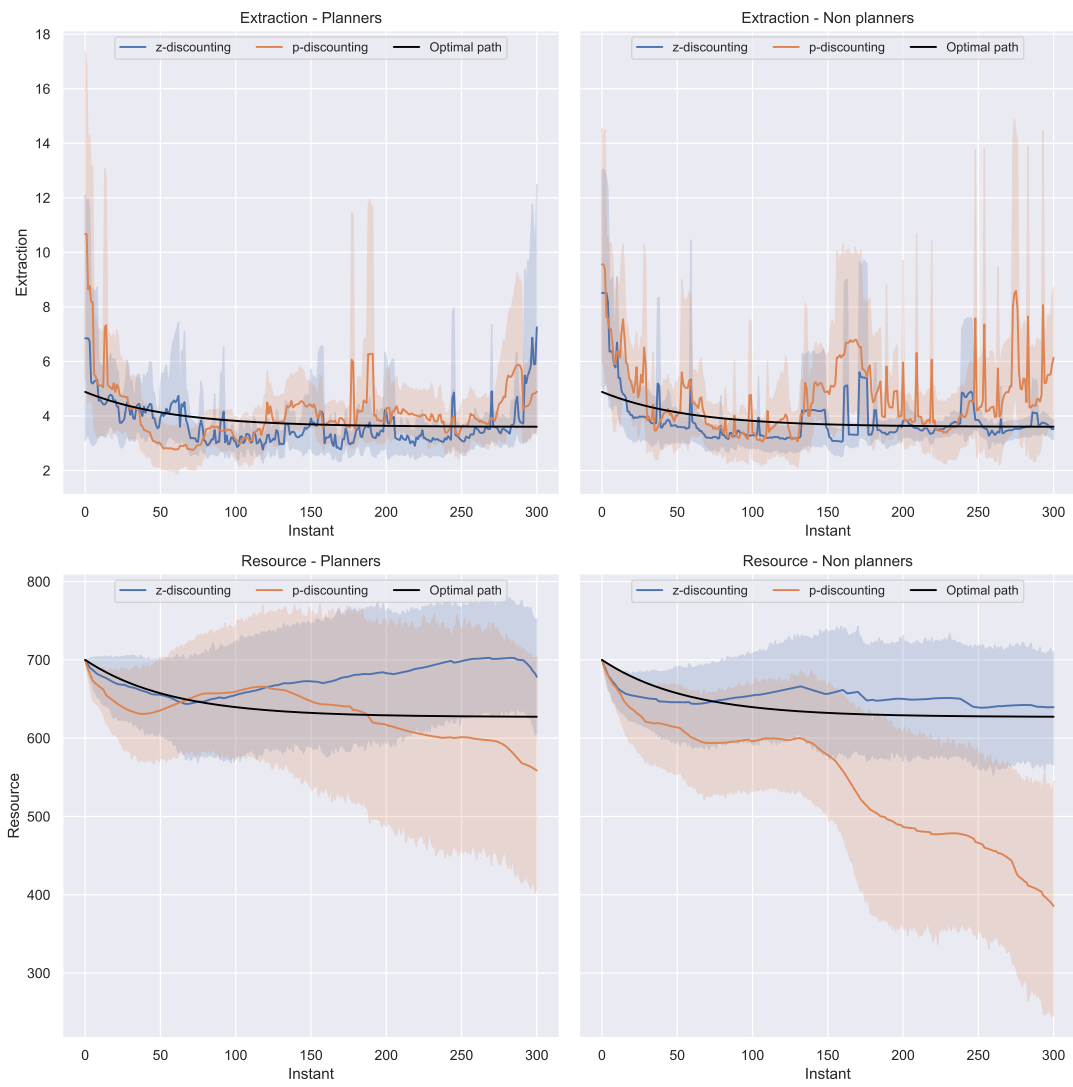 Extraction - Planners
z-discounting p-discounting Optimal path
18
16
14
12
10
8
6
4
2
Extraction
0 50 100 150 200 250 300
Instant
Extraction - Non planners
z-discounting p-discounting Optimal path
0 50 100 150 200 250 300
Instant
Resource - Planners
z-discounting p-discounting Optimal path
800
700
600
500
400
300
Resource
0 50 100 150 200 250 300
Instant
Resource - Non planners
z-discounting p-discounting Optimal path
0 50 100 150 200 250 300
Instant